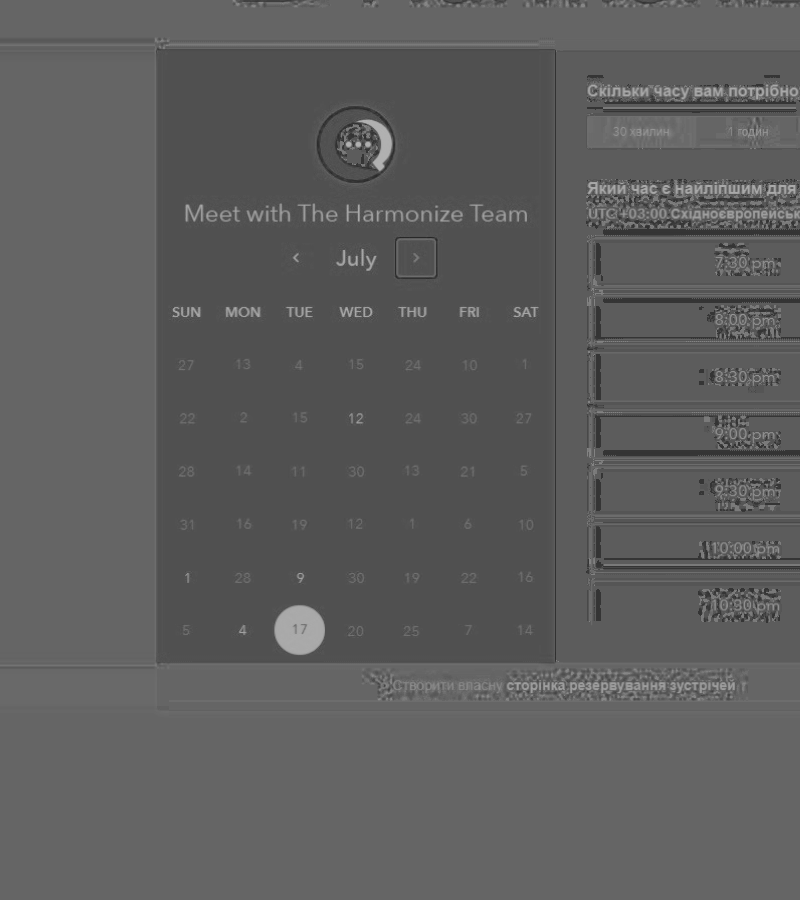 Meet with The Harmonize Team
‹ July ›
SUN MON TUE WED THU FRI SAT
27 13 4 15 24 10 1
22 2 15 12 24 30 27
28 14 11 30 13 21 5
31 16 19 12 1 6 10
1 28 9 30 19 22 16
5 4 17 20 25 7 14
Скільки часу вам потрібно
30 хвилин 1 годин
Який час є найліпшим для
UTC +03:00 Східноєвропейськ
7:30 pm
8:00 pm
8:30 pm
9:00 pm
9:30 pm
10:00 pm
10:30 pm
Створити власну сторінка резервування зустрічей